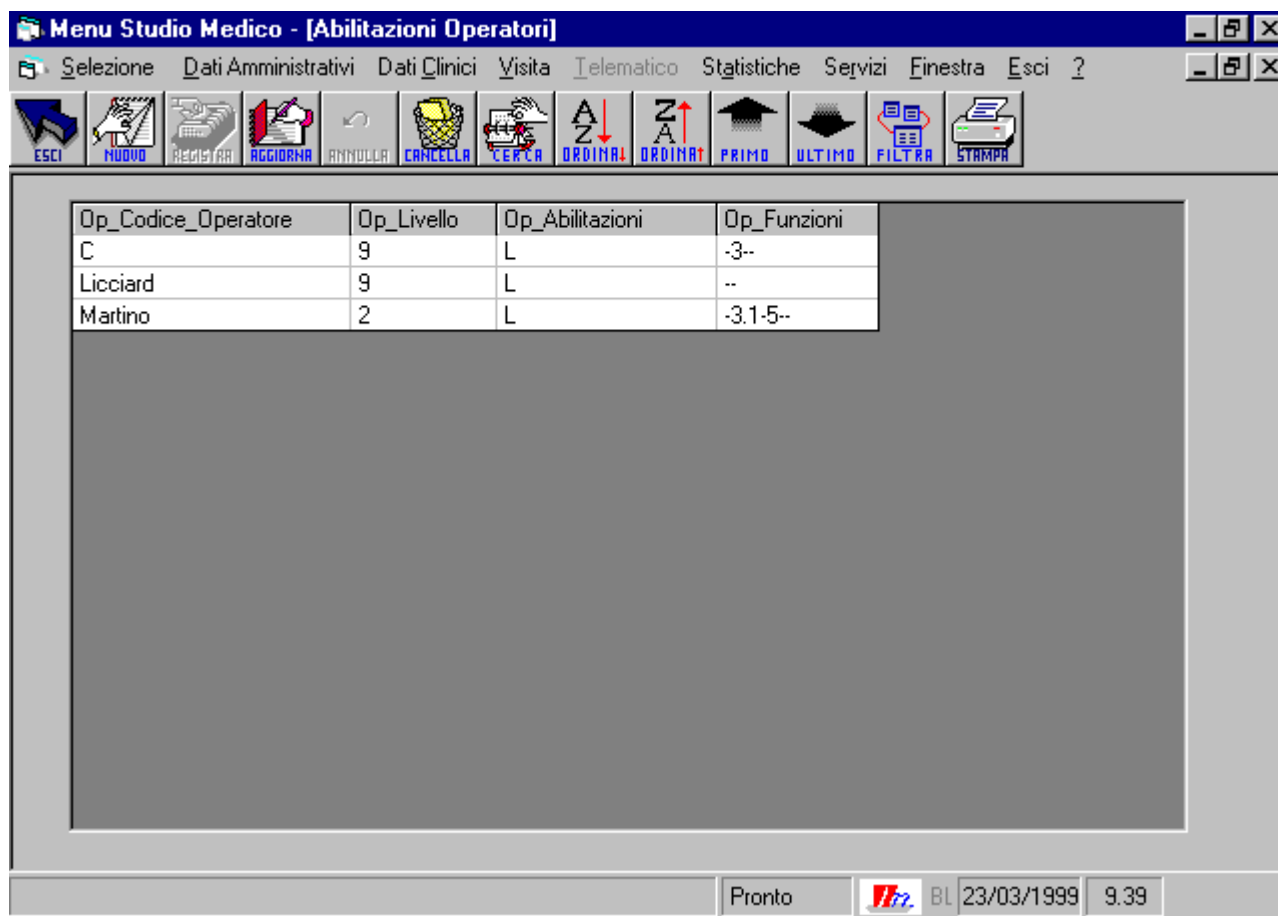 Menu Studio Medico - [Abilitazioni Operatori]
Selezione Dati Amministrativi Dati Clinici Visita Telematico Statistiche Servizi Finestra Esci ?
ESCI NUOVO REGISTRA AGGIORNA ANNULLA CANCELLA CERCA ORDINA ORDINA PRIMO ULTIMO FILTRA STAMPA
Op_Codice_Operatore Op_Livello Op_Abilitazioni Op_Funzioni
C 9 L -3--
Licciard 9 L --
Martino 2 L -3.1-5--
Pronto BL 23/03/1999 9.39